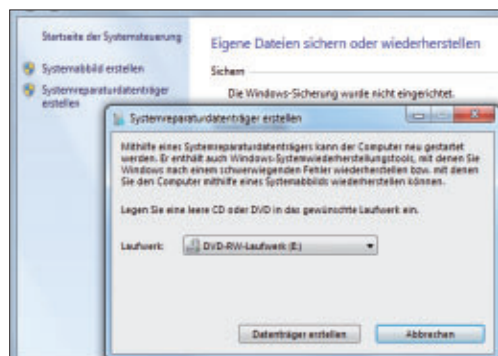 Startseite der Systemsteuerung
Systemabbild erstellen
Systemreparaturdatenträger
erstellen
Eigene Dateien sichern oder wiederherstellen
Sichern
Die Windows-Sicherung wurde nicht eingerichtet.
Systemreparaturdatenträger erstellen
Mithilfe eines Systemreparaturdatenträgers kann der Computer neu gestartet
werden. Er enthält auch Windows-Systemwiederherstellungstools, mit denen Sie
Windows nach einem schwerwiegenden Fehler wiederherstellen bzw. mit denen
Sie den Computer mithilfe eines Systemabbilds wiederherstellen können.
Legen Sie eine leere CD oder DVD in das gewünschte Laufwerk ein.
Laufwerk: DVD-RW-Laufwerk (E:)
Datenträger erstellen Abbrechen